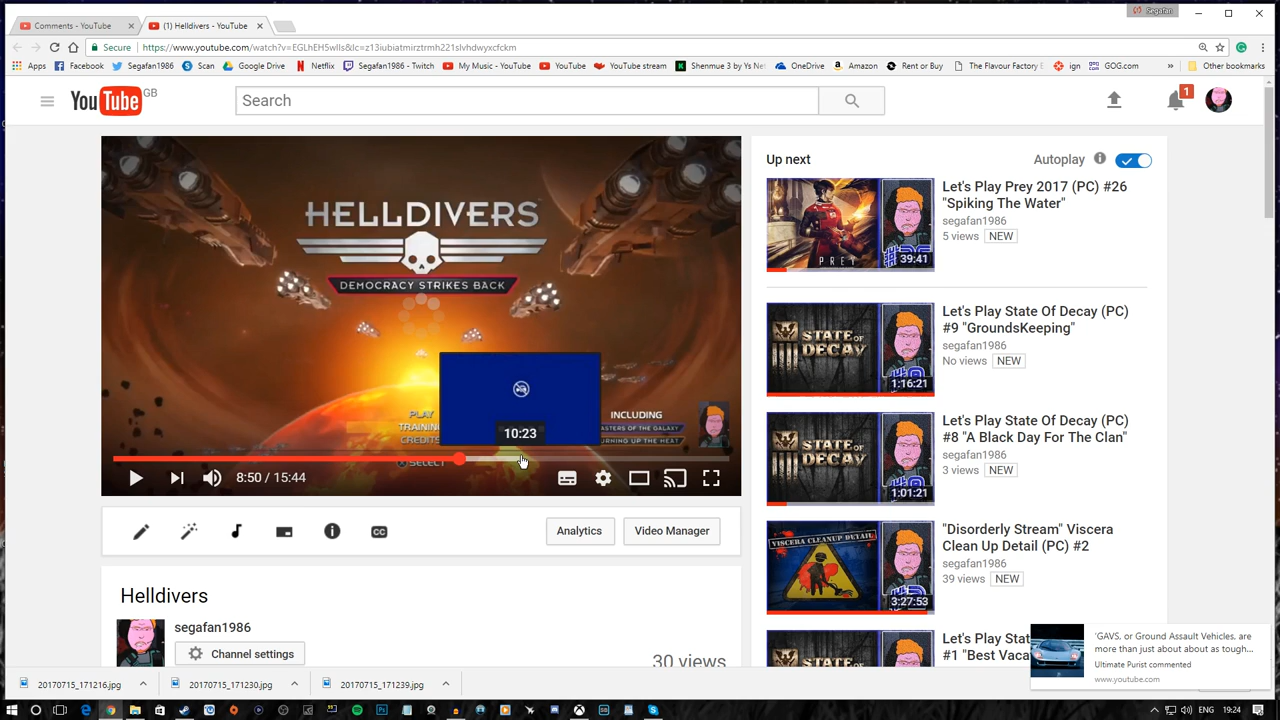 Segafan
Comments - YouTube
(1) Helldivers - YouTube
Secure
https://www.youtube.com/watch?v=EGLhEH5wIls&lc=z13iubiatmirztrmh221slvhdwyxcfckm
Apps
Facebook
Segafan1986
Scan
Google Drive
Netflix
Segafan1986 - Twitch
My Music - YouTube
YouTube
YouTube stream
Shenmue 3 by Ys Net
OneDrive
Amazon
Rent or Buy
The Flavour Factory E
ign
GOG.com
»
Other bookmarks
YouTube GB
Search
1
HELLDIVERS
DEMOCRACY STRIKES BACK
PLAY
TRAINING
CREDITS
SELECT
INCLUDING
MASTERS OF THE GALAXY
TURNING UP THE HEAT
10:23
8:50 / 15:44
Analytics
Video Manager
Helldivers
segafan1986
Channel settings
30 views
Up next
Autoplay
PREY
39:41
Let's Play Prey 2017 (PC) #26
"Spiking The Water"
segafan1986
5 views NEW
STATE OF
DECAY
1:16:21
Let's Play State Of Decay (PC)
#9 "GroundsKeeping"
segafan1986
No views NEW
STATE OF
DECAY
1:01:21
Let's Play State Of Decay (PC)
#8 "A Black Day For The Clan"
segafan1986
3 views NEW
VISCERA CLEANUP DETAIL
3:27:53
"Disorderly Stream" Viscera
Clean Up Detail (PC) #2
segafan1986
39 views NEW
STATE OF
Let's Play Stat
#1 "Best Vaca
'GAVS, or Ground Assault Vehicles, are
more than just about about as tough...
Ultimate Purist commented
www.youtube.com
20170715_171216.jpg
20170715_171230.jpg
20170715_171239.jpg
ENG
19:24